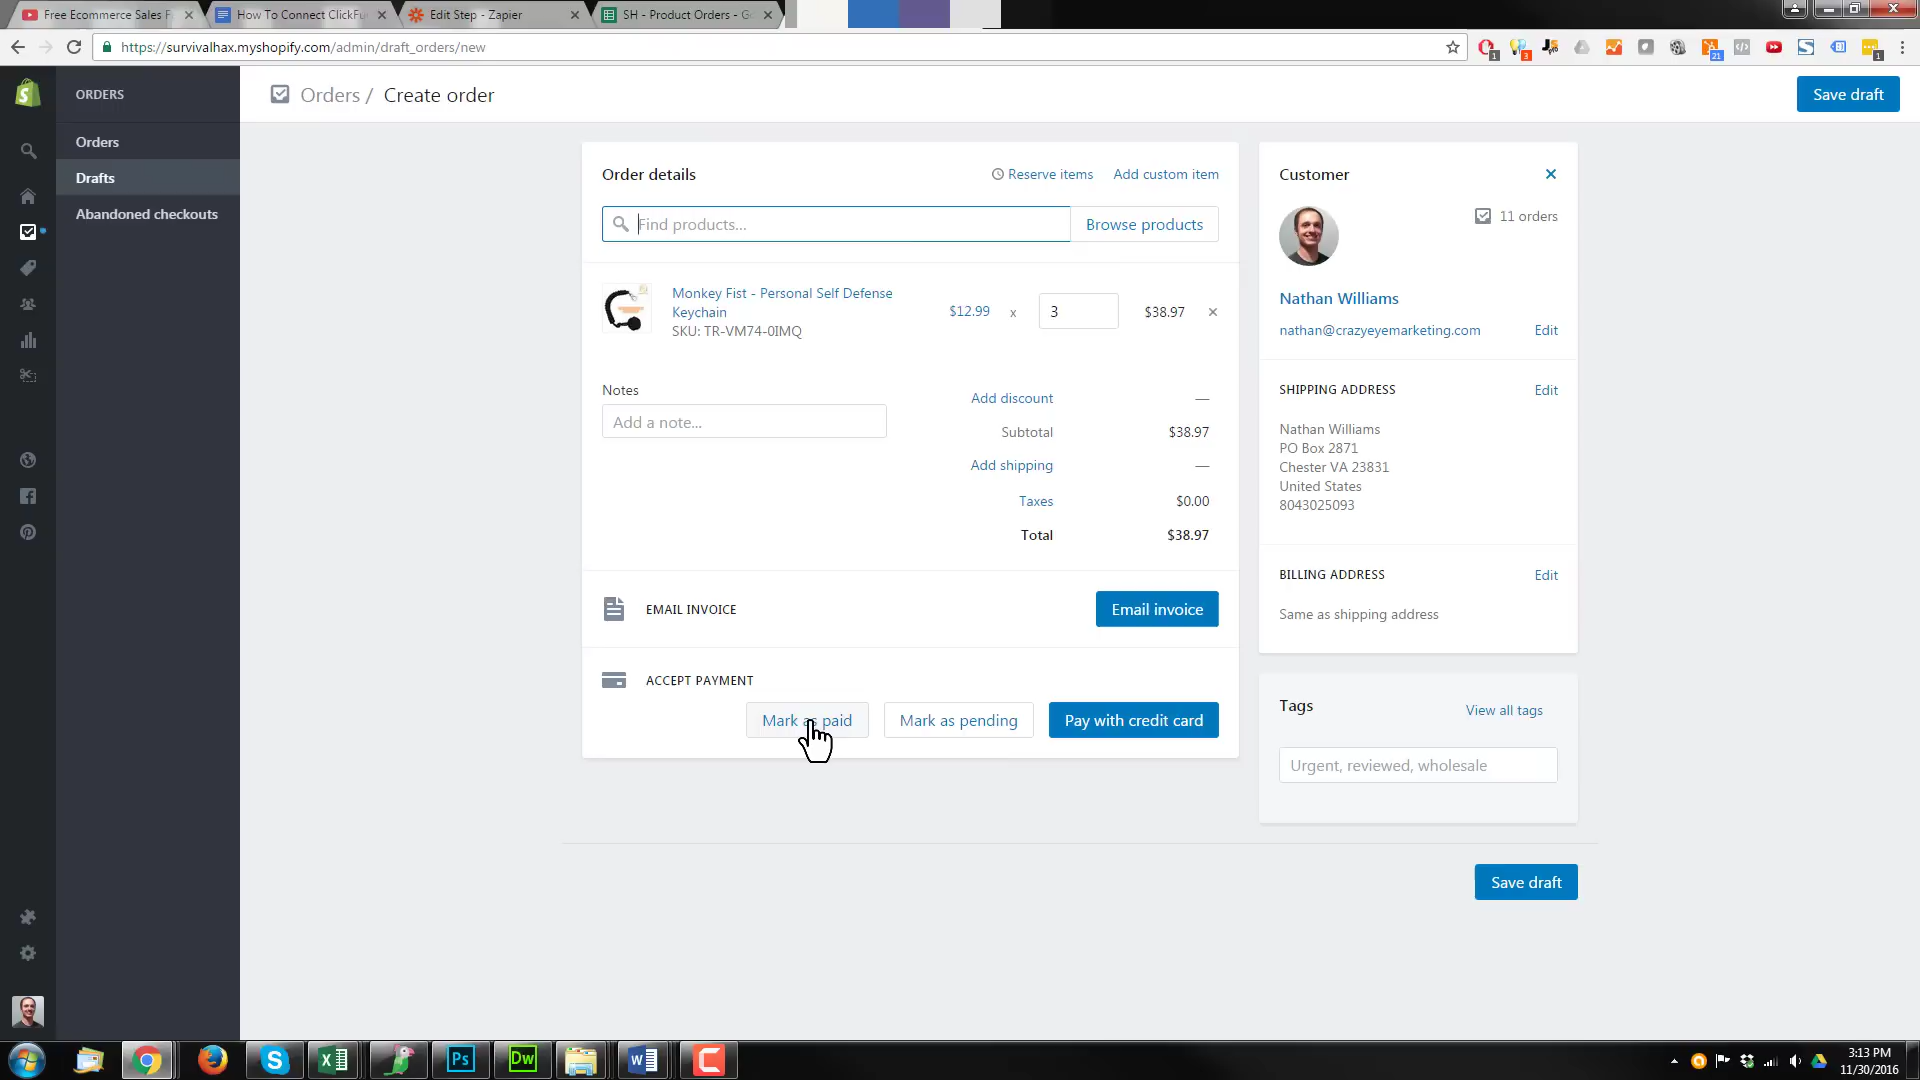 Free Ecommerce Sales F
How To Connect ClickFu
Edit Step - Zapier
SH - Product Orders - G
https://survivalhax.myshopify.com/admin/draft_orders/new
ORDERS
Orders / Create order
Save draft
Orders
Drafts
Abandoned checkouts
Order details
Reserve items
Add custom item
Find products...
Browse products
Monkey Fist - Personal Self Defense
Keychain
SKU: TR-VM74-0IMQ
$12.99 x 3 $38.97 ×
Notes
Add a note...
Add discount —
Subtotal $38.97
Add shipping —
Taxes $0.00
Total $38.97
EMAIL INVOICE
Email invoice
ACCEPT PAYMENT
Mark as paid
Mark as pending
Pay with credit card
Customer
11 orders
Nathan Williams
nathan@crazyeyemarketing.com Edit
SHIPPING ADDRESS Edit
Nathan Williams
PO Box 2871
Chester VA 23831
United States
8043025093
BILLING ADDRESS Edit
Same as shipping address
Tags
View all tags
Urgent, reviewed, wholesale
Save draft
3:13 PM
11/30/2016